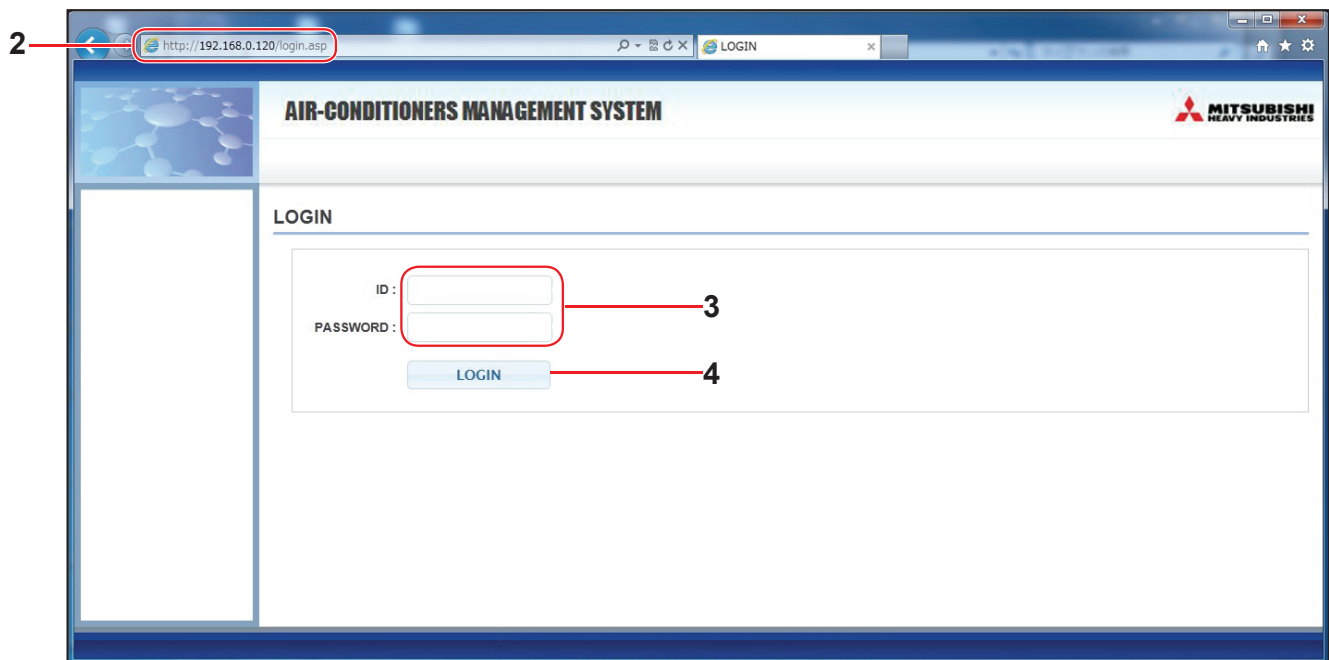 2
http://192.168.0.120/login.asp
LOGIN
AIR-CONDITIONERS MANAGEMENT SYSTEM
MITSUBISHI
HEAVY INDUSTRIES
LOGIN
ID :
3
PASSWORD :
LOGIN
4